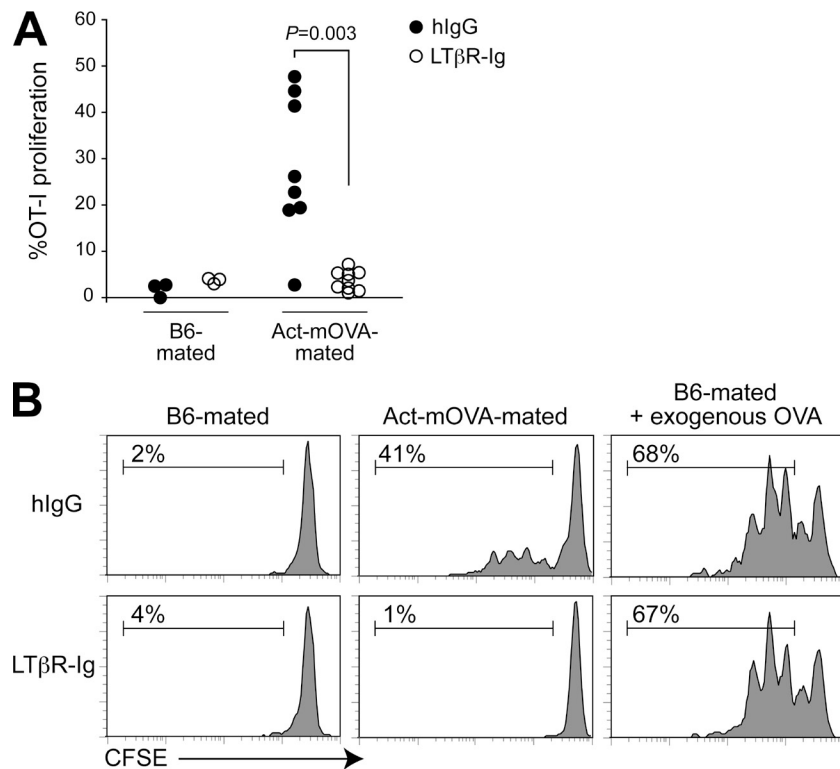 A
60
50
40
30
20
10
0
%OT-I proliferation
P=0.003
hIgG
LTβR-Ig
B6-
mated
Act-mOVA-
mated
B
B6-mated
Act-mOVA-mated
B6-mated
+ exogenous OVA
hIgG
2%
41%
68%
LTβR-Ig
4%
1%
67%
CFSE